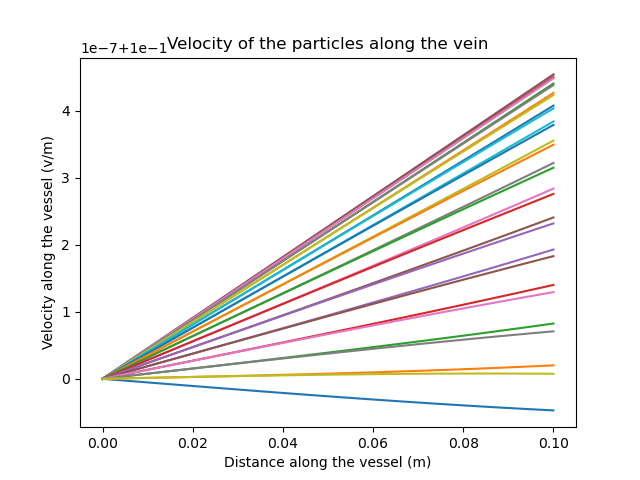 Velocity of the particles along the vein
1e−7+1e−1
4
3
2
1
0
Velocity along the vessel (v/m)
0.00 0.02 0.04 0.06 0.08 0.10
Distance along the vessel (m)